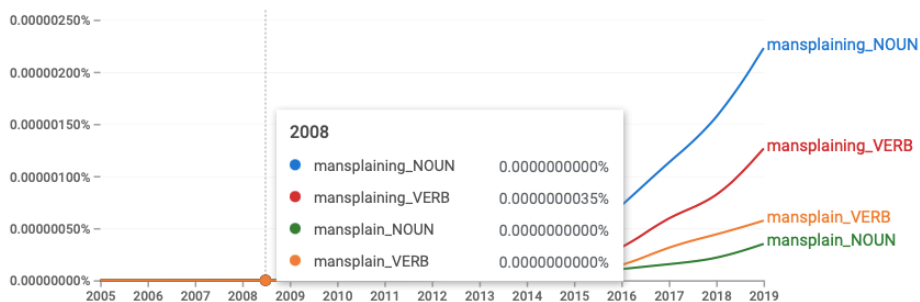 0.00000250%
0.00000200%
0.00000150%
0.00000100%
0.00000050%
0.00000000%
2008
mansplaining_NOUN 0.0000000000%
mansplaining_VERB 0.0000000035%
mansplain_NOUN 0.0000000000%
mansplain_VERB 0.0000000000%
mansplaining_NOUN
mansplaining_VERB
mansplain_VERB
mansplain_NOUN
2005 2006 2007 2008 2009 2010 2011 2012 2013 2014 2015 2016 2017 2018 2019